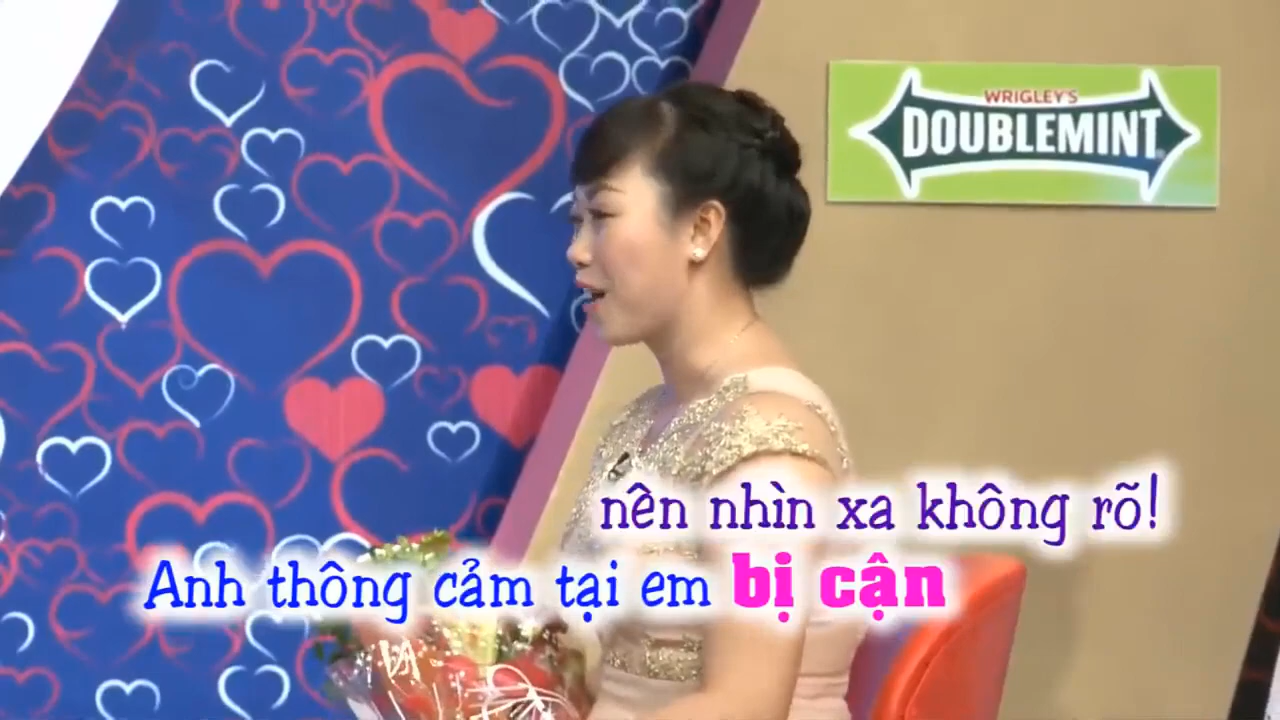 WRIGLEY'S
DOUBLEMINT
nên nhìn xa không rõ!
Anh thông cảm tại em bị cận